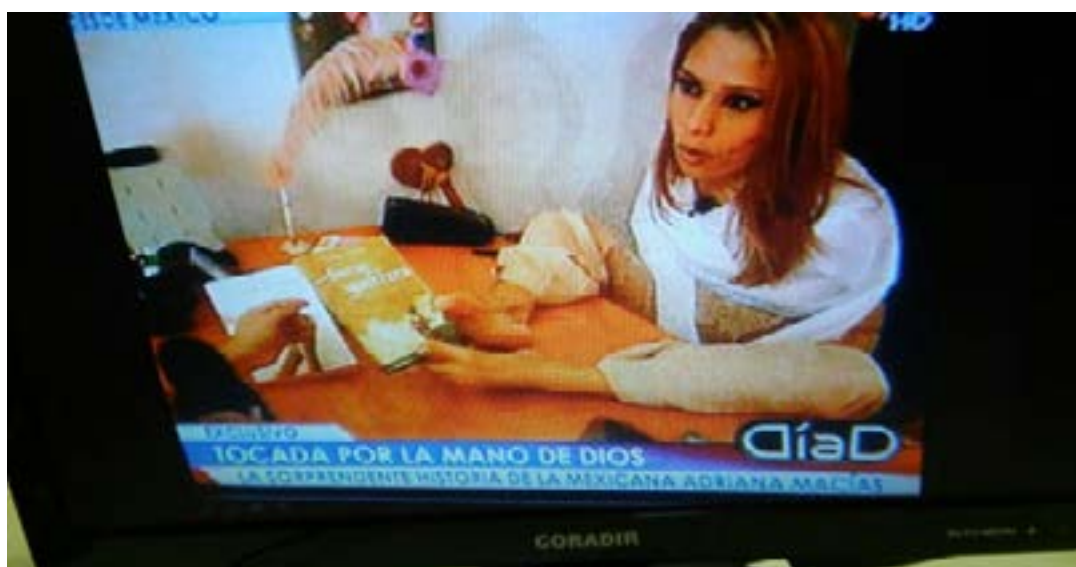 DESDE MEXICO
HD
EXCLUSIVO
DíaD
TOCADA POR LA MANO DE DIOS
LA SORPRENDENTE HISTORIA DE LA MEXICANA ADRIANA MACÍAS
CORADIR